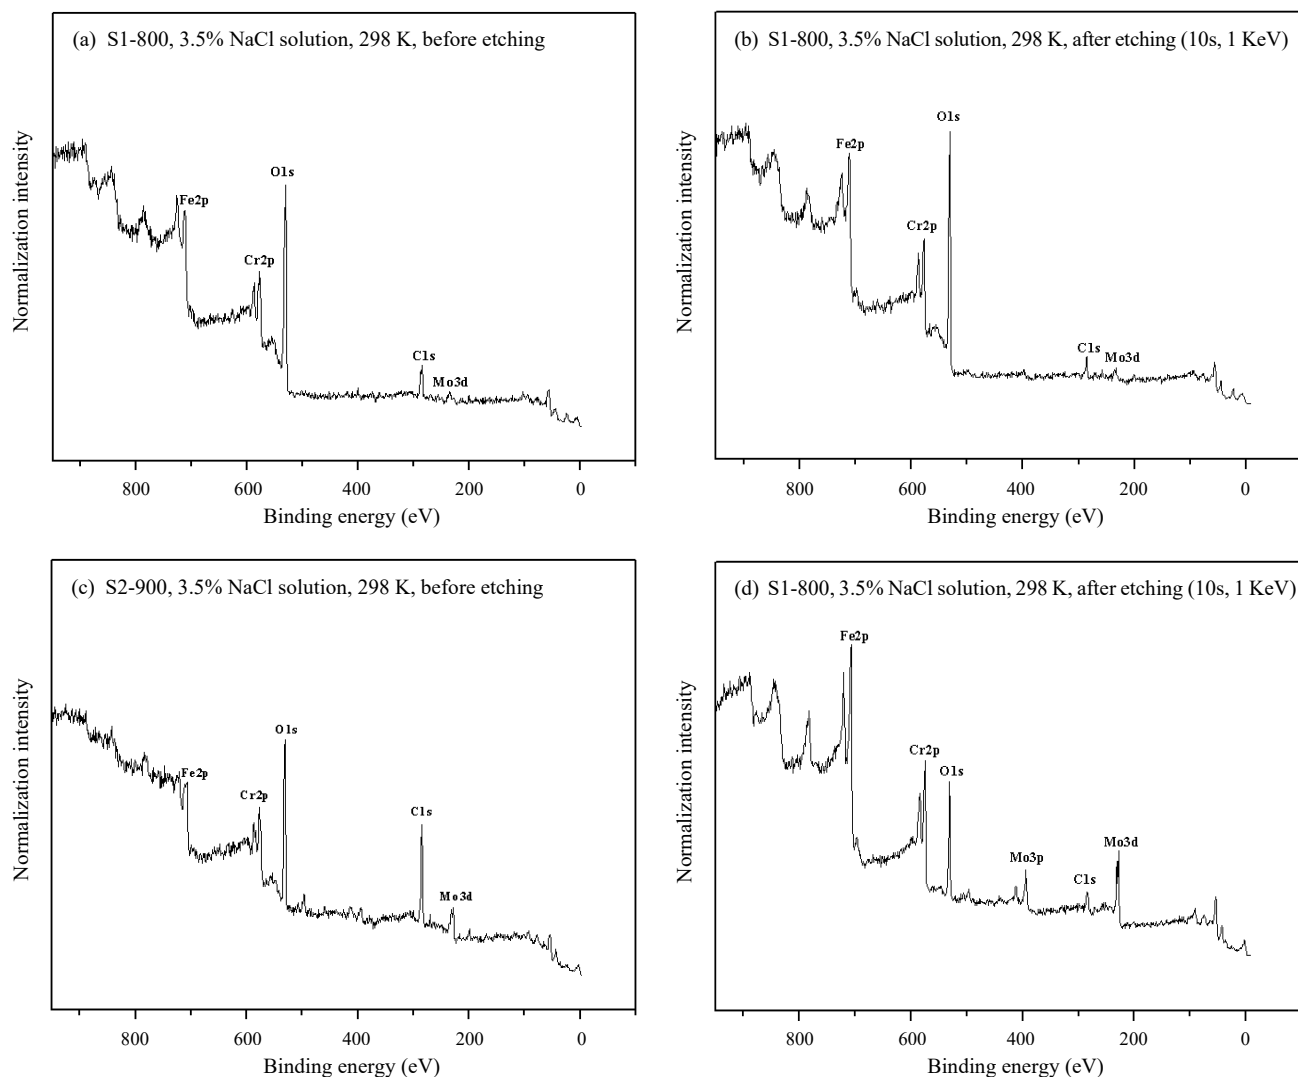 (a) S1-800, 3.5% NaCl solution, 298 K, before etching
Normalization intensity
Fe2p
Cr2p
O1s
C1s
Mo3d
800 600 400 200 0
Binding energy (eV)
(b) S1-800, 3.5% NaCl solution, 298 K, after etching (10s, 1 KeV)
Normalization intensity
Fe2p
Cr2p
O1s
C1s
Mo3d
800 600 400 200 0
Binding energy (eV)
(c) S2-900, 3.5% NaCl solution, 298 K, before etching
Normalization intensity
Fe2p
Cr2p
O1s
C1s
Mo3d
800 600 400 200 0
Binding energy (eV)
(d) S1-800, 3.5% NaCl solution, 298 K, after etching (10s, 1 KeV)
Normalization intensity
Fe2p
Cr2p
O1s
Mo3p
C1s
Mo3d
800 600 400 200 0
Binding energy (eV)